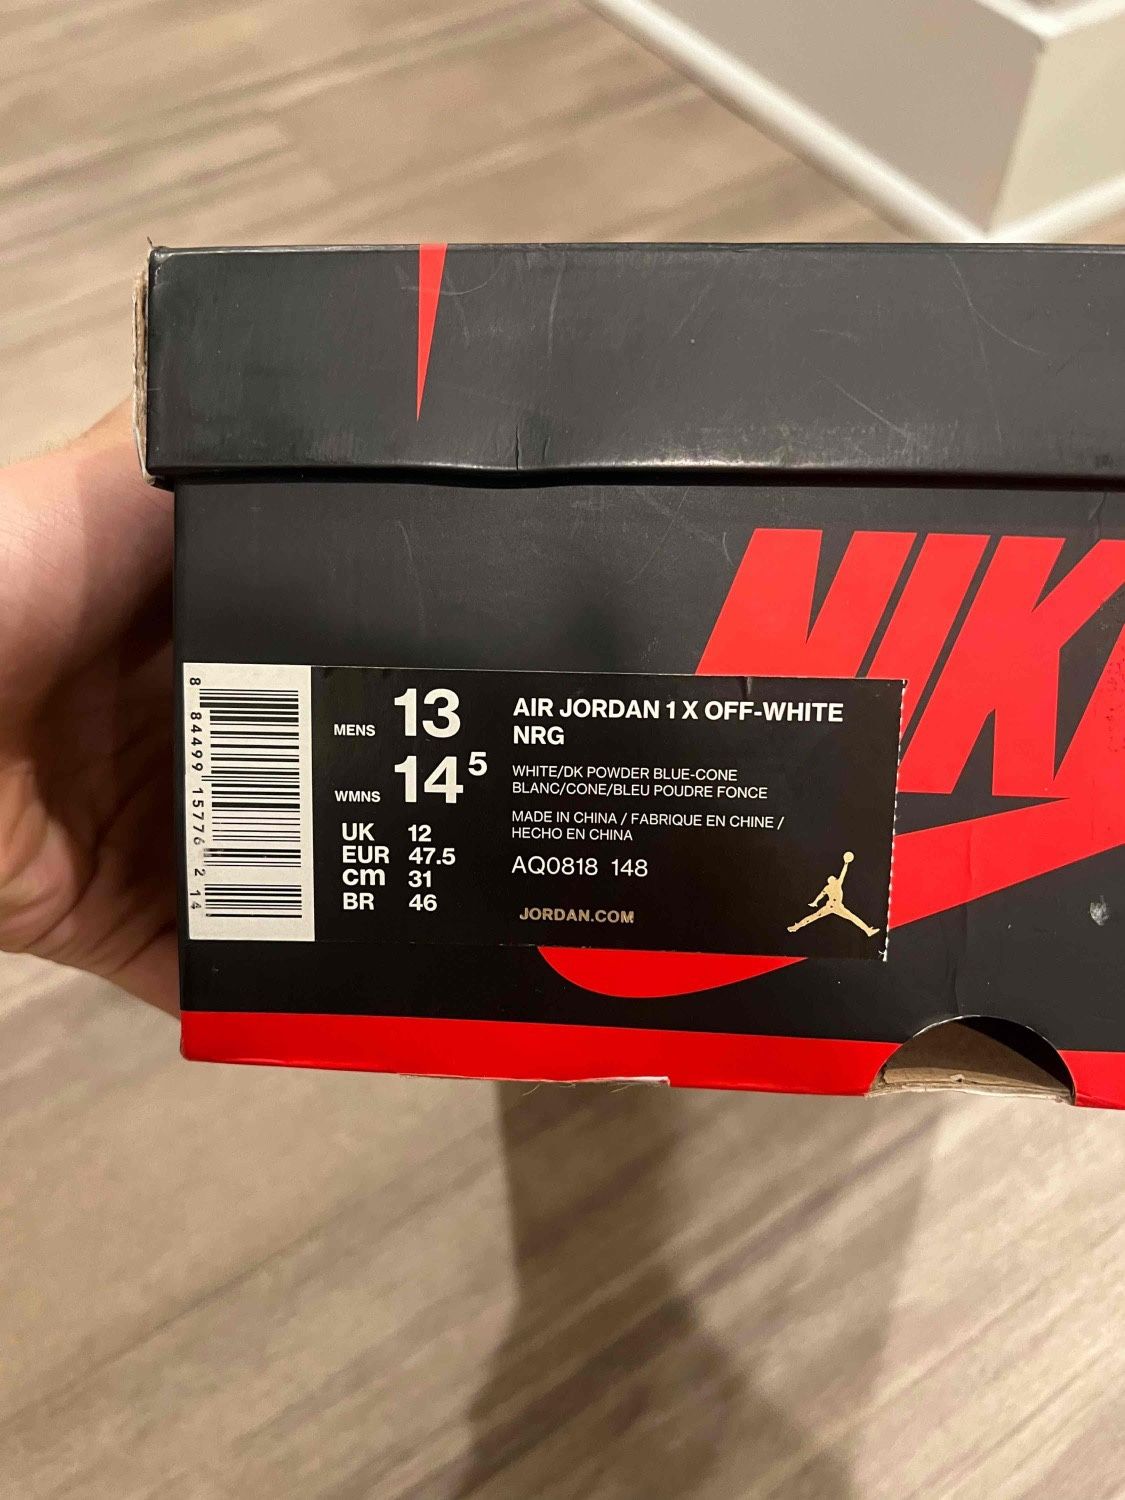 NIK
8 84499 15776 2 14
MENS 13
WMNS 14 5
UK 12
EUR 47.5
cm 31
BR 46
AIR JORDAN 1 X OFF-WHITE
NRG
WHITE/DK POWDER BLUE-CONE
BLANC/CONE/BLEU POUDRE FONCE
MADE IN CHINA / FABRIQUE EN CHINE /
HECHO EN CHINA
AQ0818 148
JORDAN.COM